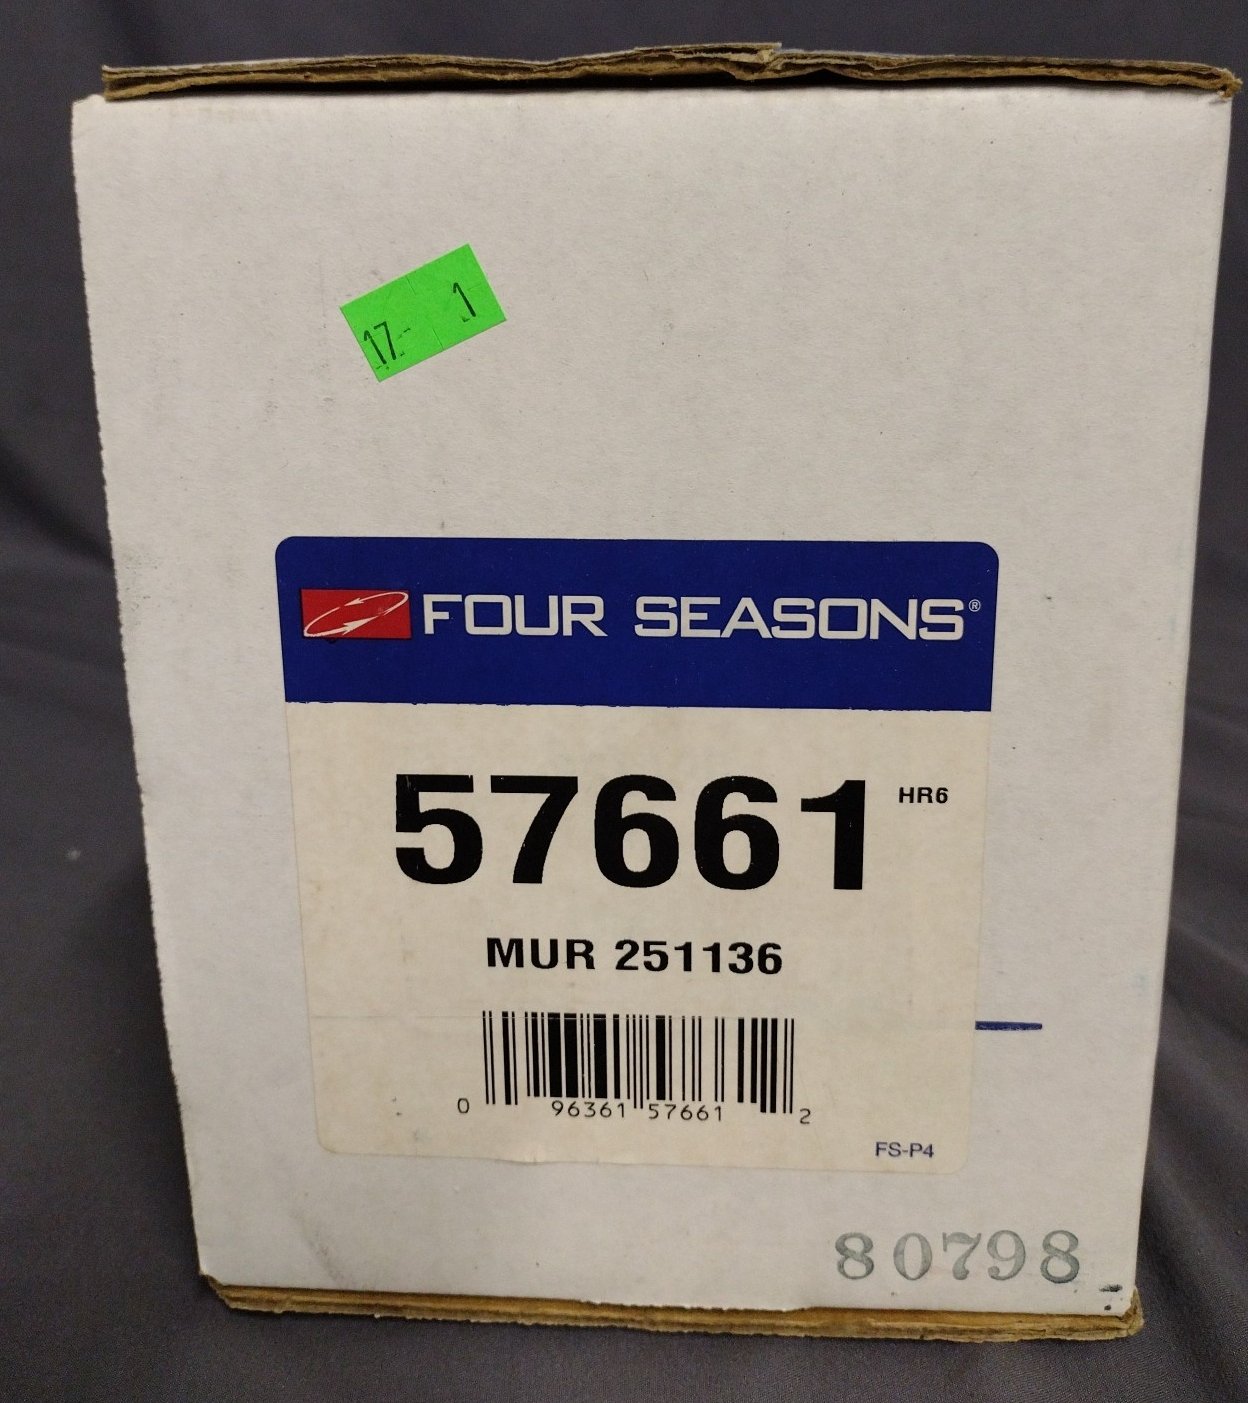 17 1
FOUR SEASONS®
57661 HR6
MUR 251136
0 96361 57661 2
FS-P4
80798